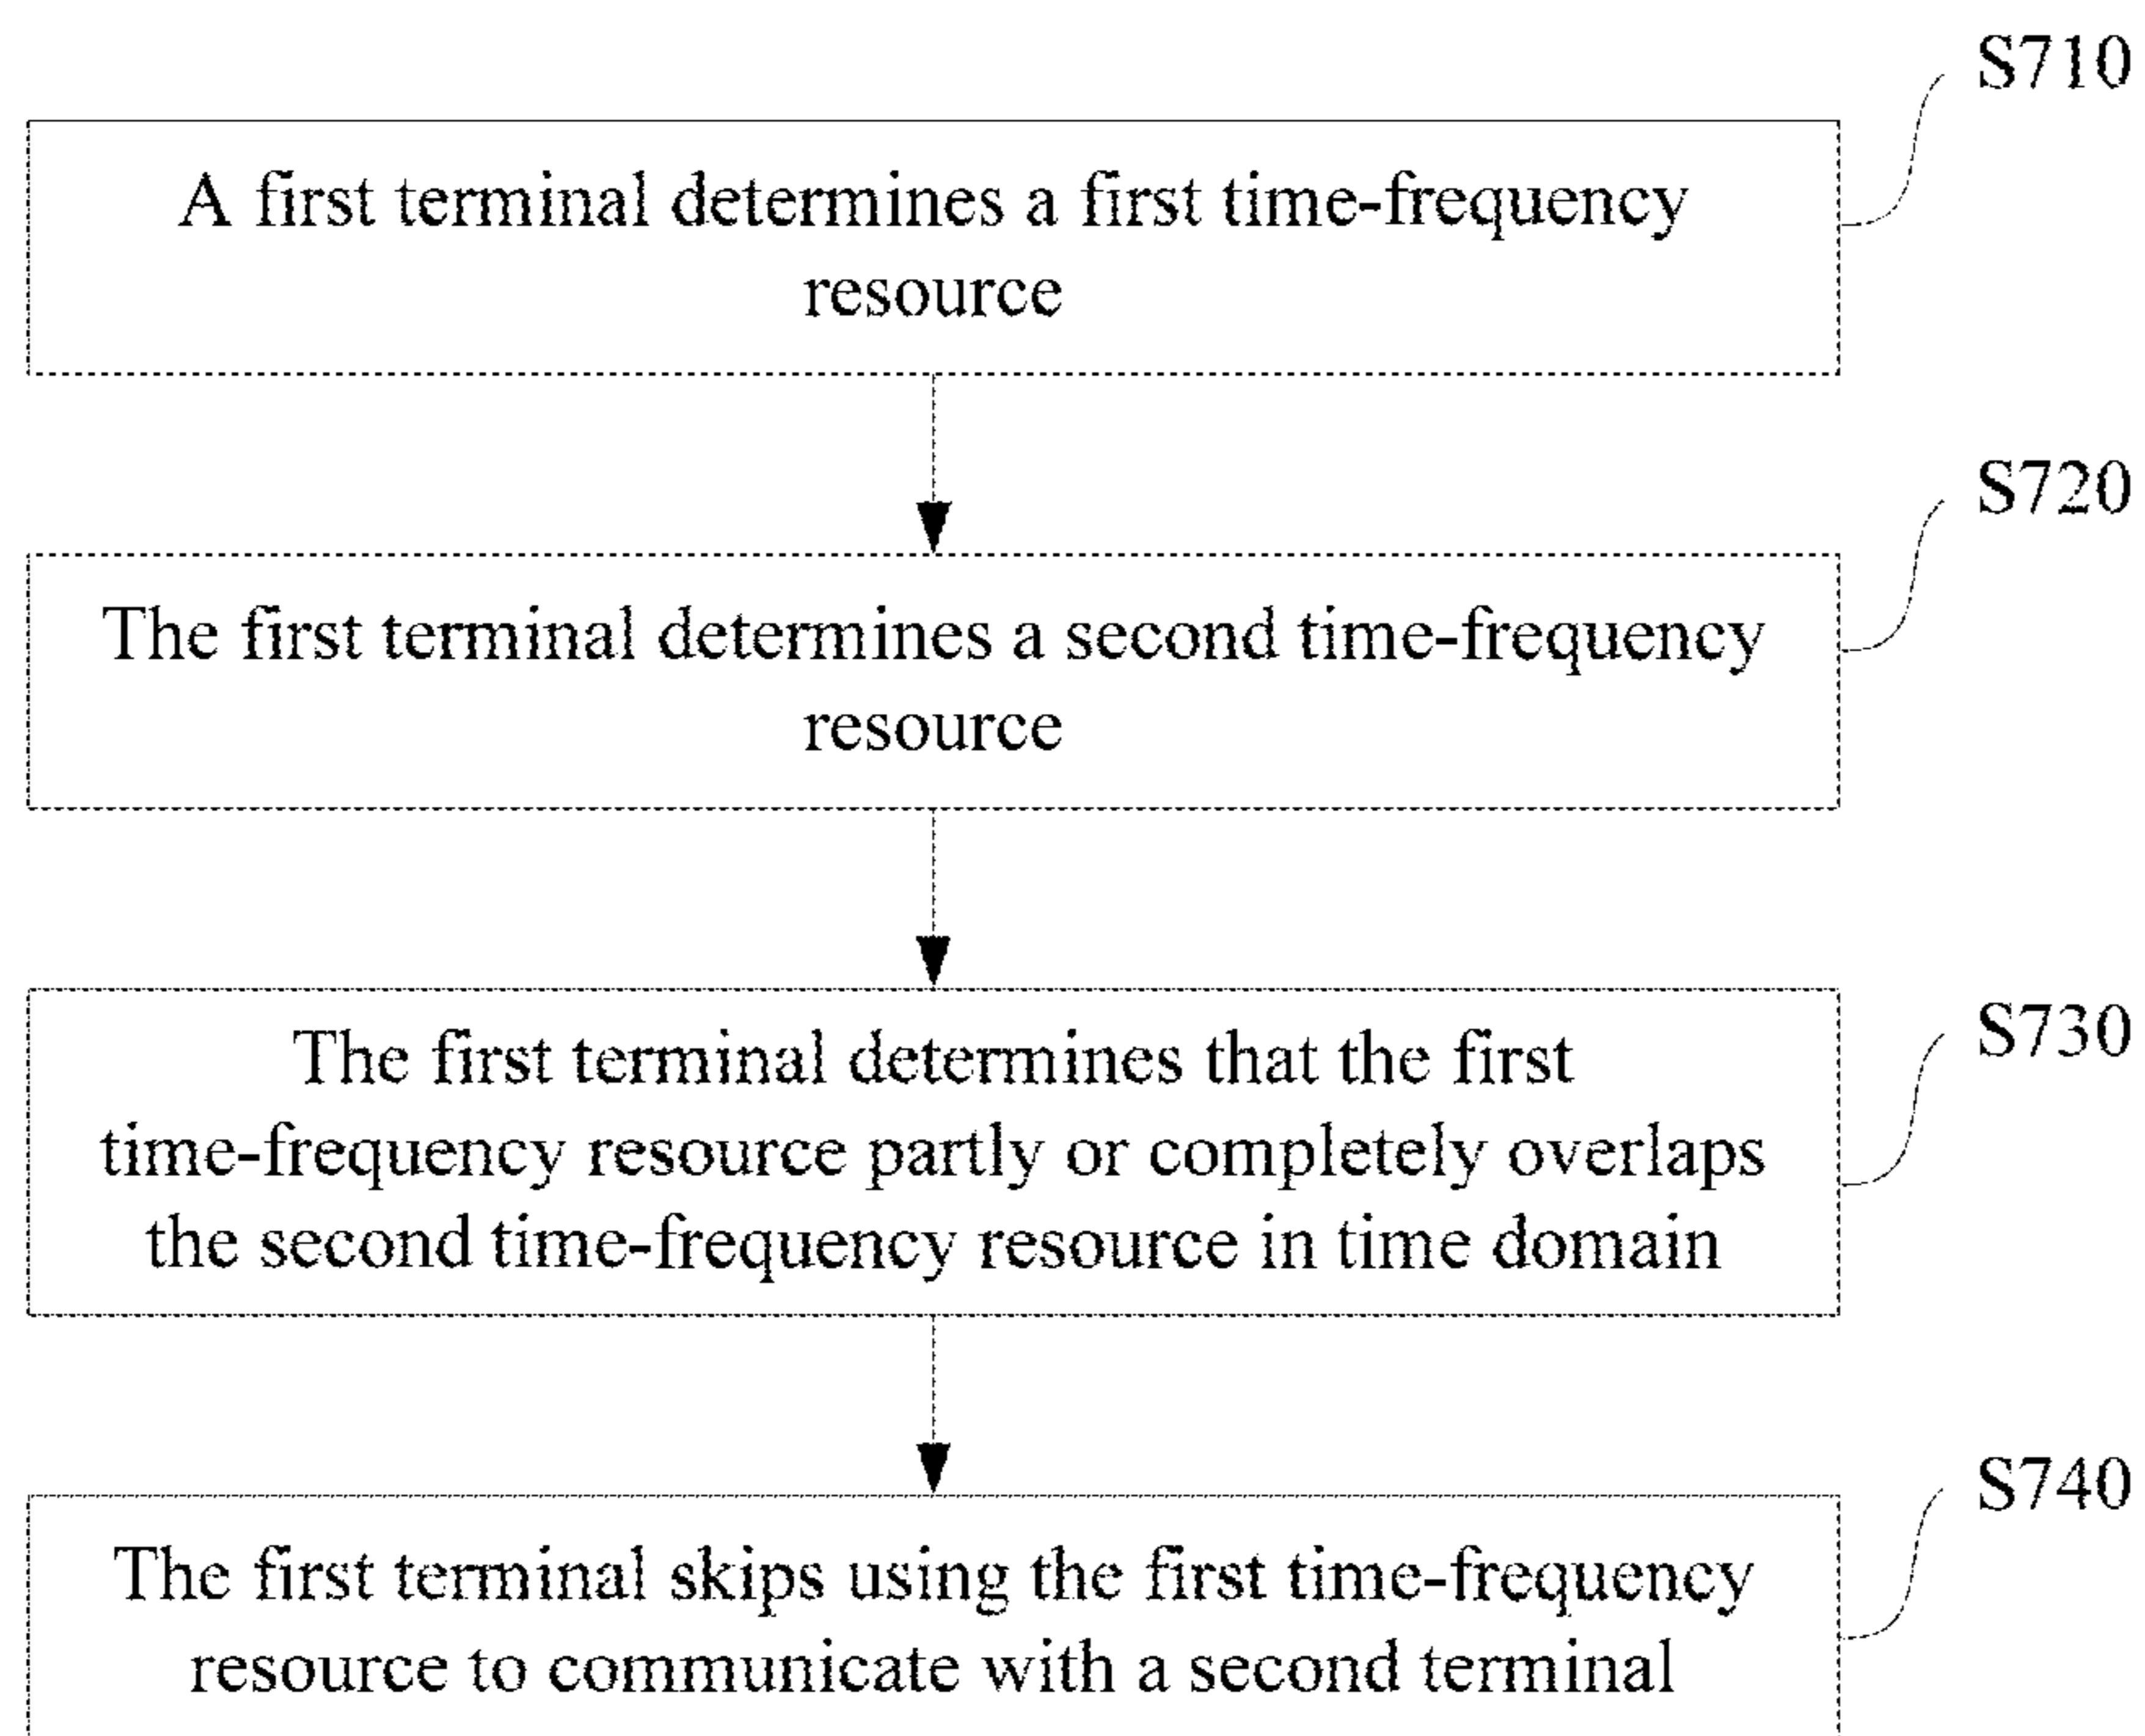 S710
A first terminal determines a first time-frequency
resource
S720
The first terminal determines a second time-frequency
resource
S730
The first terminal determines that the first
time-frequency resource partly or completely overlaps
the second time-frequency resource in time domain
S740
The first terminal skips using the first time-frequency
resource to communicate with a second terminal